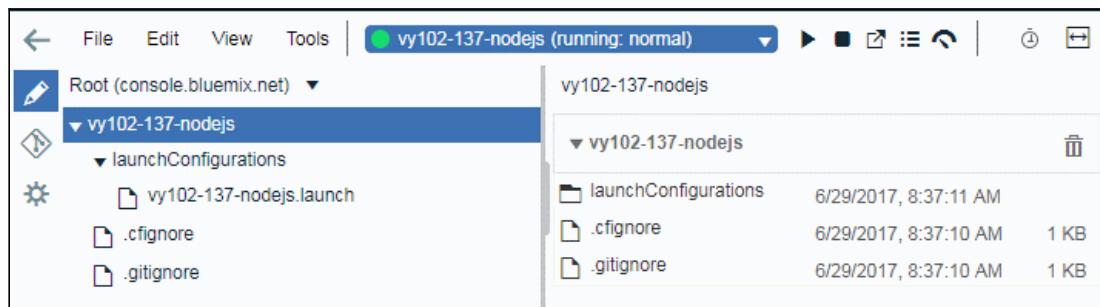 File Edit View Tools vy102-137-nodejs (running: normal)
Root (console.bluemix.net)
vy102-137-nodejs
launchConfigurations
vy102-137-nodejs.launch
.cfignore
.gitignore
vy102-137-nodejs
vy102-137-nodejs
launchConfigurations 6/29/2017, 8:37:11 AM
.cfignore 6/29/2017, 8:37:10 AM 1 KB
.gitignore 6/29/2017, 8:37:10 AM 1 KB